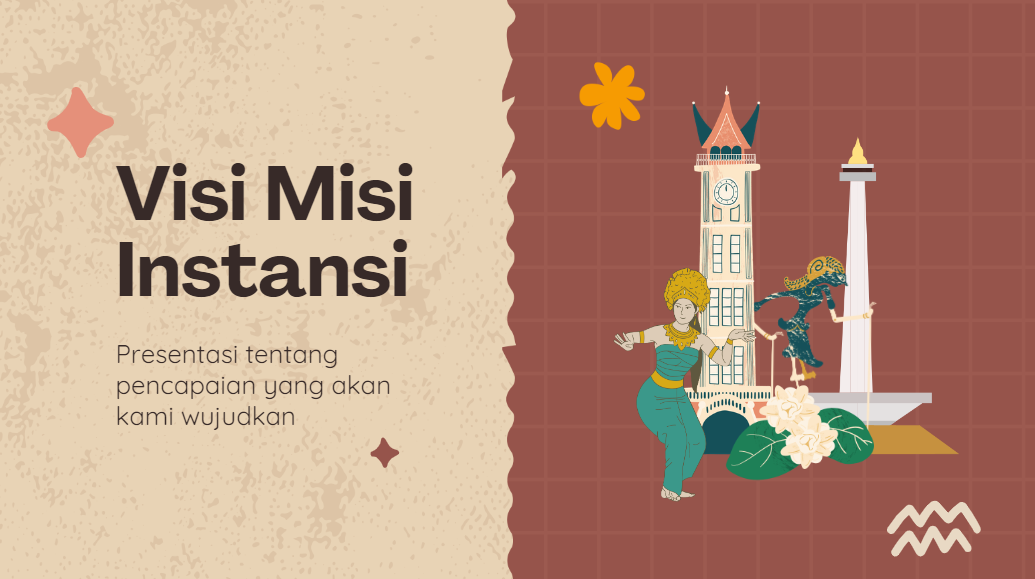 Visi Misi
Instansi
Presentasi tentang
pencapaian yang akan
kami wujudkan